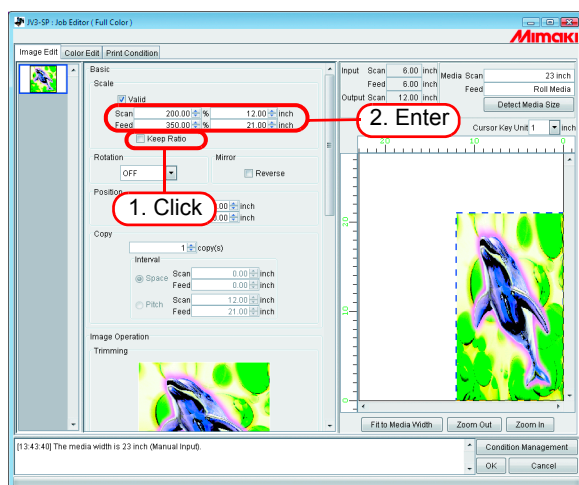 JV3-SP : Job Editor ( Full Color )
Mimaki
Image Edit Color Edit Print Condition
Basic
Scale
Valid
Scan 200.00 % 12.00 inch
Feed 350.00 % 21.00 inch
Keep Ratio
2. Enter
Rotation
OFF
Mirror
Reverse
Position
.00 inch
.00 inch
1. Click
Copy
1 copy(s)
Interval
Space Scan 0.00 inch
Feed 0.00 inch
Pitch Scan 12.00 inch
Feed 21.00 inch
Image Operation
Trimming
Input Scan 6.00 inch
Feed 6.00 inch
Output Scan 12.00 inch
Media Scan 23 inch
Feed Roll Media
Detect Media Size
Cursor Key Unit 1 inch
20 10 0
20
10
0
Fit to Media Width Zoom Out Zoom In
[13:43:40] The media width is 23 inch (Manual Input).
Condition Management
OK Cancel